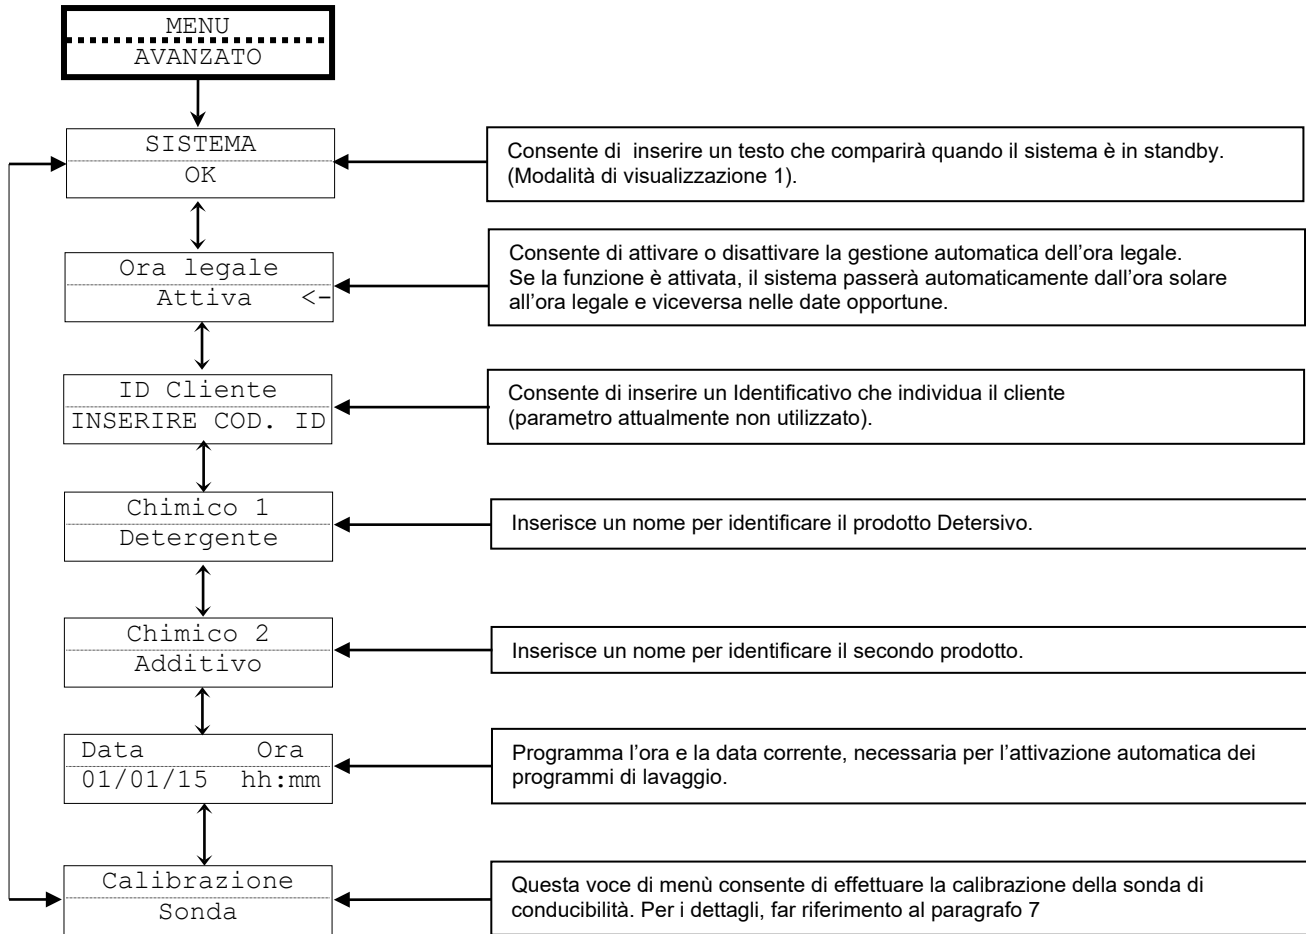 MENU
AVANZATO
SISTEMA
OK
Consente di inserire un testo che comparirà quando il sistema è in standby.
(Modalità di visualizzazione 1).
Ora legale
Attiva <-
Consente di attivare o disattivare la gestione automatica dell'ora legale.
Se la funzione è attivata, il sistema passerà automaticamente dall'ora solare
all'ora legale e viceversa nelle date opportune.
ID Cliente
INSERIRE COD. ID
Consente di inserire un Identificativo che individua il cliente
(parametro attualmente non utilizzato).
Chimico 1
Detergente
Inserisce un nome per identificare il prodotto Detersivo.
Chimico 2
Additivo
Inserisce un nome per identificare il secondo prodotto.
Data Ora
01/01/15 hh:mm
Programma l'ora e la data corrente, necessaria per l'attivazione automatica dei
programmi di lavaggio.
Calibrazione
Sonda
Questa voce di menù consente di effettuare la calibrazione della sonda di
conducibilità. Per i dettagli, far riferimento al paragrafo 7